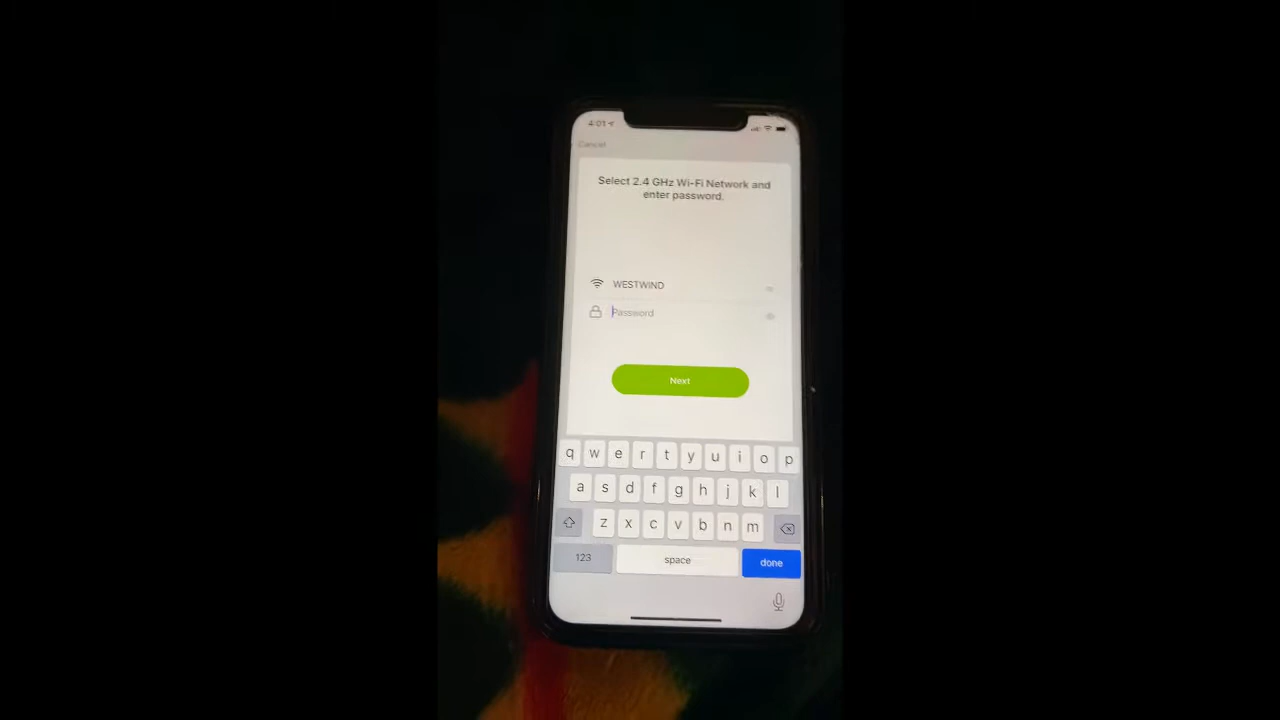 4:01
Cancel
Select 2.4 GHz Wi-Fi Network and
enter password.
WESTWIND
Password
Next
q w e r t y u i o p
a s d f g h j k l
z x c v b n m
123 space done